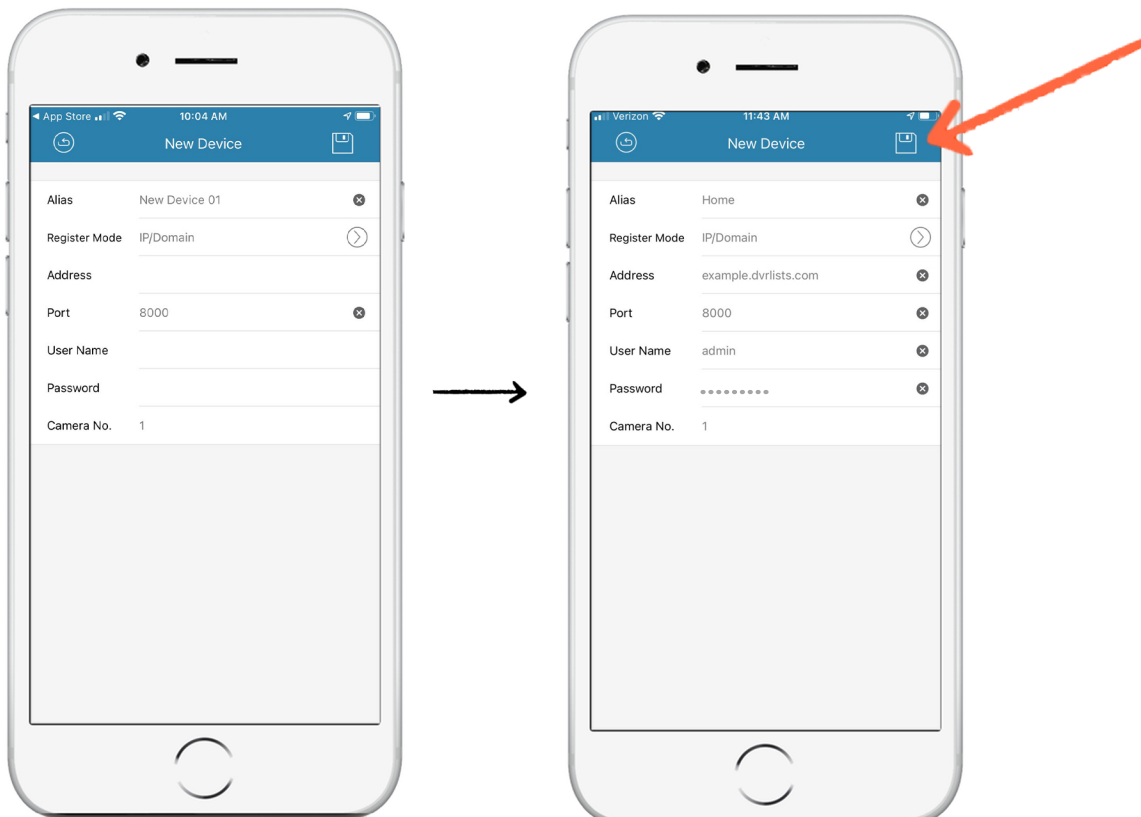 App Store 10:04 AM
New Device
Alias New Device 01
Register Mode IP/Domain
Address
Port 8000
User Name
Password
Camera No. 1
Verizon 11:43 AM
New Device
Alias Home
Register Mode IP/Domain
Address example.dvrlists.com
Port 8000
User Name admin
Password •••••••••
Camera No. 1